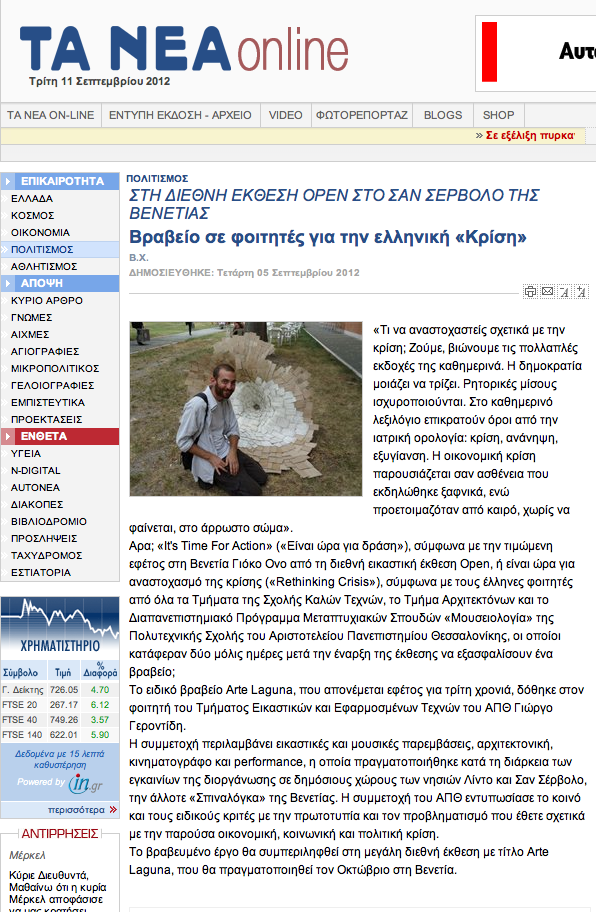 ΤΑ ΝΕΑ online
Τρίτη 11 Σεπτεμβρίου 2012
Αυτ
ΤΑ ΝΕΑ ON-LINE
ΕΝΤΥΠΗ ΕΚΔΟΣΗ - ΑΡΧΕΙΟ
VIDEO
ΦΩΤΟΡΕΠΟΡΤΑΖ
BLOGS
SHOP
» Σε εξέλιξη πυρκα
ΕΠΙΚΑΙΡΟΤΗΤΑ
ΕΛΛΑΔΑ
ΚΟΣΜΟΣ
ΟΙΚΟΝΟΜΙΑ
ΠΟΛΙΤΙΣΜΟΣ
ΑΘΛΗΤΙΣΜΟΣ
ΑΠΟΨΗ
ΚΥΡΙΟ ΑΡΘΡΟ
ΓΝΩΜΕΣ
ΑΙΧΜΕΣ
ΑΓΙΟΓΡΑΦΙΕΣ
ΜΙΚΡΟΠΟΛΙΤΙΚΟΣ
ΓΕΛΟΙΟΓΡΑΦΙΕΣ
ΕΜΠΙΣΤΕΥΤΙΚΑ
ΠΡΟΕΚΤΑΣΕΙΣ
ΕΝΘΕΤΑ
ΥΓΕΙΑ
N-DIGITAL
AUTONEA
ΔΙΑΚΟΠΕΣ
ΒΙΒΛΙΟΔΡΟΜΙΟ
ΠΡΟΣΛΗΨΕΙΣ
ΤΑΧΥΔΡΟΜΟΣ
ΕΣΤΙΑΤΟΡΙΑ
ΧΡΗΜΑΤΙΣΤΗΡΙΟ
Σύμβολο Τιμή % Διαφορά
Γ. Δείκτης 726.05 4.70
FTSE 20 267.17 6.12
FTSE 40 749.26 3.57
FTSE 140 622.01 5.90
Δεδομένα με 15 λεπτά
καθυστέρηση
Powered by in.gr
περισσότερα »
ΑΝΤΙΡΡΗΣΕΙΣ
Μέρκελ
Κύριε Διευθυντά,
Μαθαίνω ότι η κυρία
Μέρκελ αποφάσισε
να μας κρατήσει
ΠΟΛΙΤΙΣΜΟΣ
ΣΤΗ ΔΙΕΘΝΗ ΕΚΘΕΣΗ OPEN ΣΤΟ ΣΑΝ ΣΕΡΒΟΛΟ ΤΗΣ
ΒΕΝΕΤΙΑΣ
Βραβείο σε φοιτητές για την ελληνική «Κρίση»
Β.Χ.
ΔΗΜΟΣΙΕΥΘΗΚΕ: Τετάρτη 05 Σεπτεμβρίου 2012
«Τι να αναστοχαστείς σχετικά με την
κρίση; Ζούμε, βιώνουμε τις πολλαπλές
εκδοχές της καθημερινά. Η δημοκρατία
μοιάζει να τρίζει. Ρητορικές μίσους
ισχυροποιούνται. Στο καθημερινό
λεξιλόγιο επικρατούν όροι από την
ιατρική ορολογία: κρίση, ανάνηψη,
εξυγίανση. Η οικονομική κρίση
παρουσιάζεται σαν ασθένεια που
εκδηλώθηκε ξαφνικά, ενώ
προετοιμαζόταν από καιρό, χωρίς να
φαίνεται, στο άρρωστο σώμα».
Αρα; «It's Time For Action» («Είναι ώρα για δράση»), σύμφωνα με την τιμώμενη
εφέτος στη Βενετία Γιόκο Ονο από τη διεθνή εικαστική έκθεση Open, ή είναι ώρα για
αναστοχασμό της κρίσης («Rethinking Crisis»), σύμφωνα με τους έλληνες φοιτητές
από όλα τα Τμήματα της Σχολής Καλών Τεχνών, το Τμήμα Αρχιτεκτόνων και το
Διαπανεπιστημιακό Πρόγραμμα Μεταπτυχιακών Σπουδών «Μουσειολογία» της
Πολυτεχνικής Σχολής του Αριστοτελείου Πανεπιστημίου Θεσσαλονίκης, οι οποίοι
κατάφεραν δύο μόλις ημέρες μετά την έναρξη της έκθεσης να εξασφαλίσουν ένα
βραβείο;
Το ειδικό βραβείο Arte Laguna, που απονέμεται εφέτος για τρίτη χρονιά, δόθηκε στον
φοιτητή του Τμήματος Εικαστικών και Εφαρμοσμένων Τεχνών του ΑΠΘ Γιώργο
Γεροντίδη.
Η συμμετοχή περιλαμβάνει εικαστικές και μουσικές παρεμβάσεις, αρχιτεκτονική,
κινηματογράφο και performance, η οποία πραγματοποιήθηκε κατά τη διάρκεια των
εγκαινίων της διοργάνωσης σε δημόσιους χώρους των νησιών Λίντο και Σαν Σέρβολο,
την άλλοτε «Σπιναλόγκα» της Βενετίας. Η συμμετοχή του ΑΠΘ εντυπωσίασε το κοινό
και τους ειδικούς κριτές με την πρωτοτυπία και τον προβληματισμό που έθετε σχετικά
με την παρούσα οικονομική, κοινωνική και πολιτική κρίση.
Το βραβευμένο έργο θα συμπεριληφθεί στη μεγάλη διεθνή έκθεση με τίτλο Arte
Laguna, που θα πραγματοποιηθεί τον Οκτώβριο στη Βενετία.